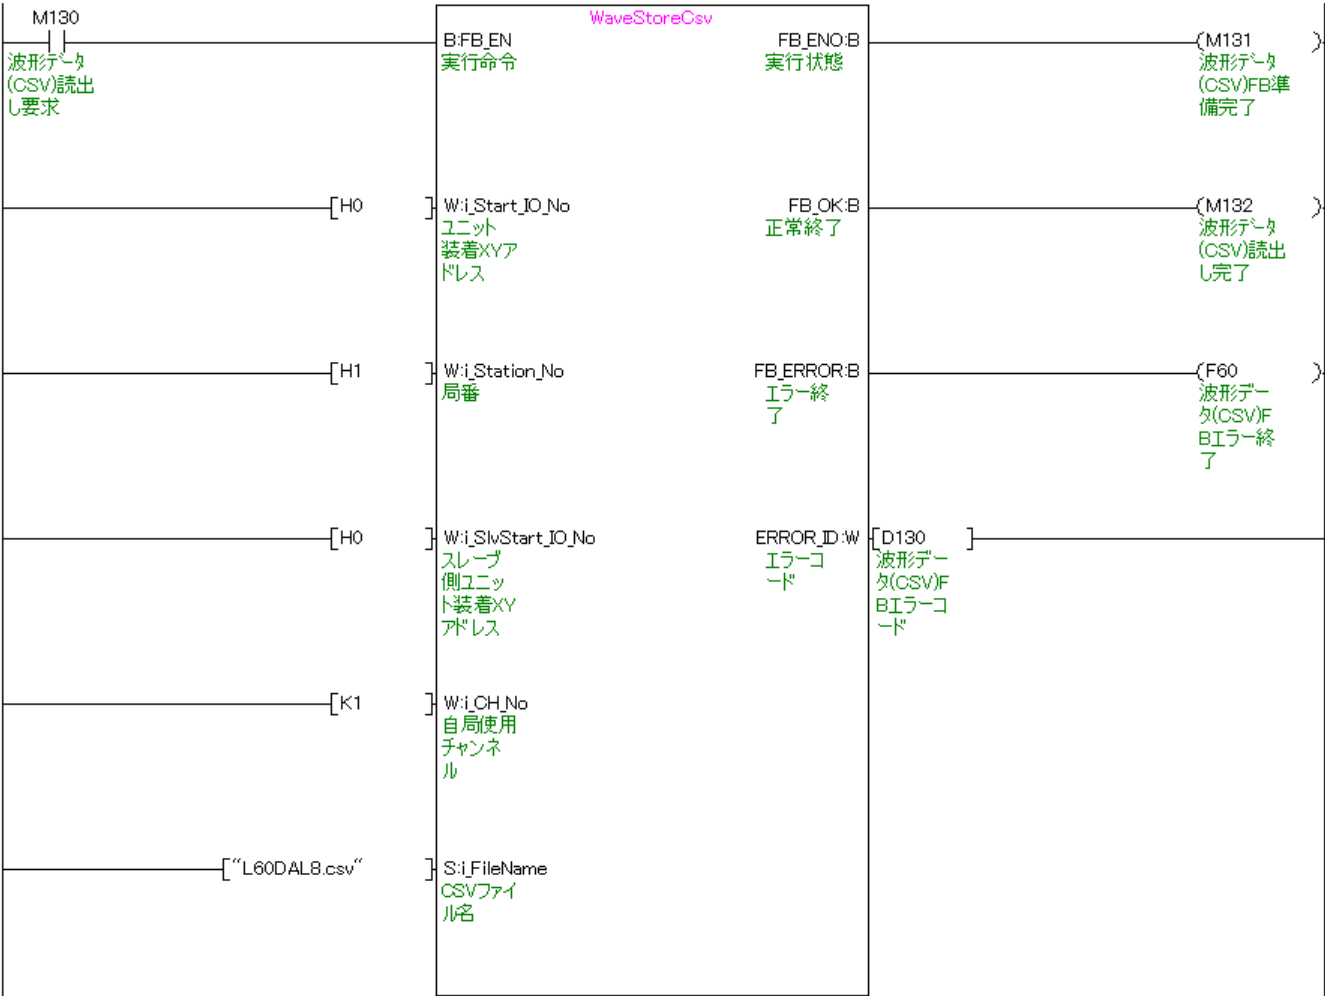 M130
波形データ
(CSV)読出
し要求
WaveStoreCsv
B:FB_EN
実行命令
FB_ENO:B
実行状態
(M131 )
波形データ
(CSV)FB準
備完了
[H0 ]
W:i_Start_IO_No
ユニット
装着XYア
ドレス
FB_OK:B
正常終了
(M132 )
波形データ
(CSV)読出
し完了
[H1 ]
W:i_Station_No
局番
FB_ERROR:B
エラー終
了
(F60 )
波形デー
タ(CSV)F
Bエラー終
了
[H0 ]
W:i_SlvStart_IO_No
スレーブ
側ユニッ
ト装着XY
アドレス
ERROR_ID:W
エラーコ
ード
[D130 ]
波形デー
タ(CSV)F
Bエラーコ
ード
[K1 ]
W:i_CH_No
自局使用
チャンネ
ル
["L60DAL8.csv" ]
S:i_FileName
CSVファイ
ル名